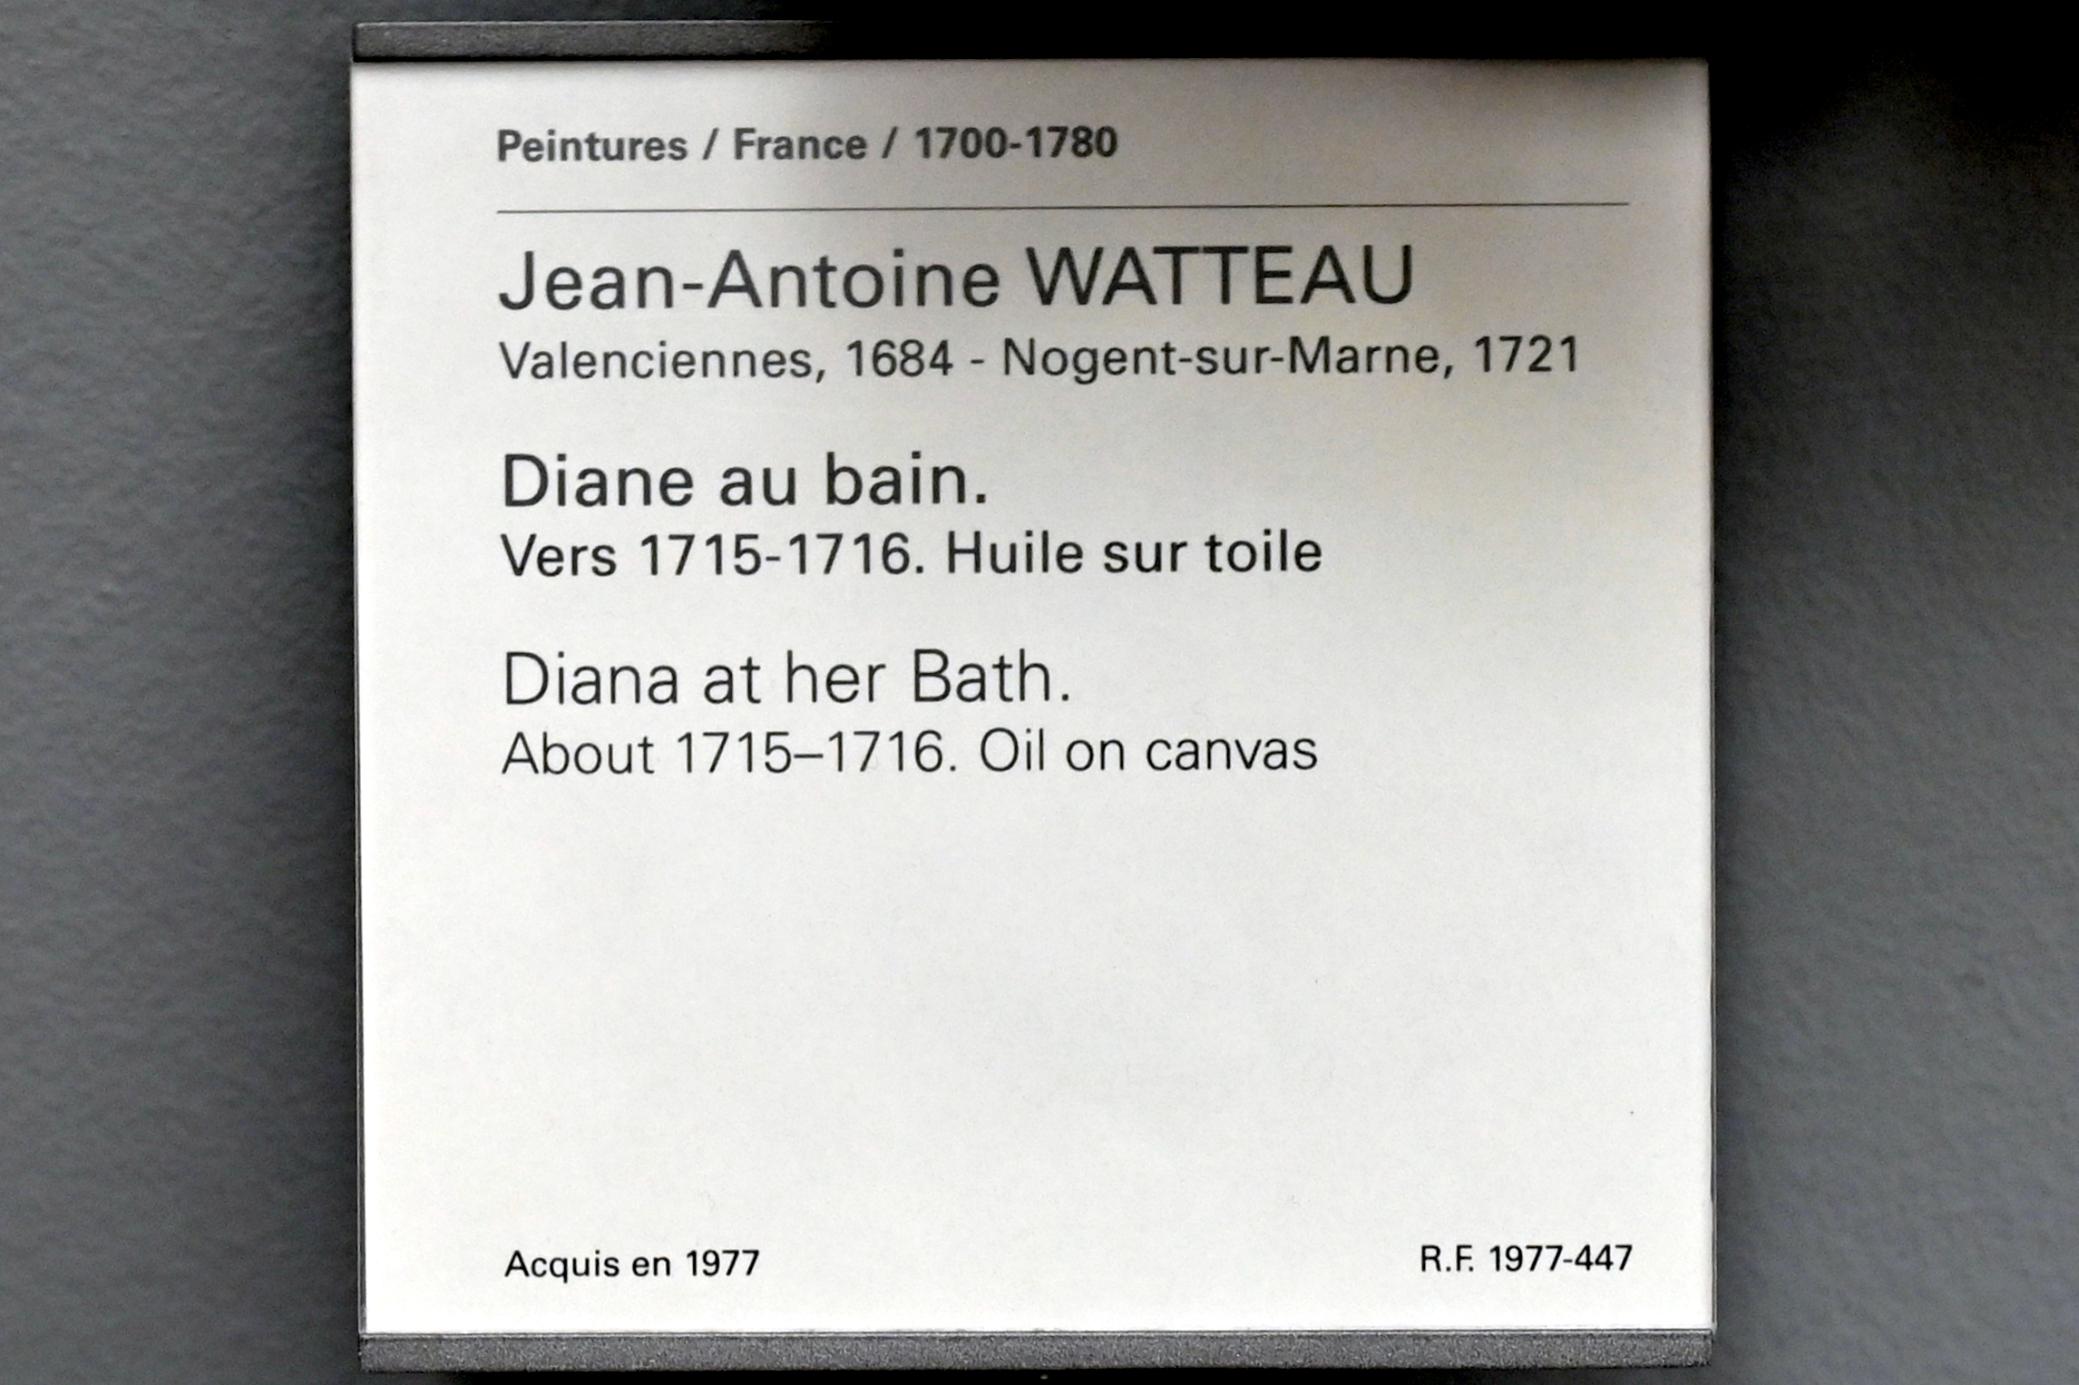 Peintures / France / 1700-1780
Jean-Antoine WATTEAU
Valenciennes, 1684 - Nogent-sur-Marne, 1721
Diane au bain.
Vers 1715-1716. Huile sur toile
Diana at her Bath.
About 1715–1716. Oil on canvas
Acquis en 1977
R.F. 1977-447